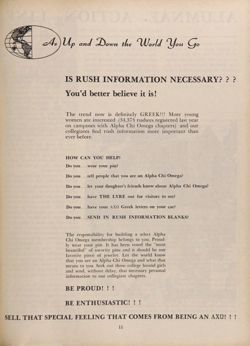 As Up and Down the World You Go
IS RUSH INFORMATION NECESSARY? ? ?
You'd better believe it is!
The trend now is definitely GREEK!!! More young
women are interested (34,373 rushees registered last year
on campuses with Alpha Chi Omega chapters) and our
collegians find rush information more important than
ever before.
HOW CAN YOU HELP?
Do you wear your pin?
Do you tell people that you are an Alpha Chi Omega?
Do you let your daughter's friends know about Alpha Chi Omega?
Do you have THE LYRE out for visitors to see?
Do you have your AXΩ Greek letters on your car?
Do you SEND IN RUSH INFORMATION BLANKS?
The responsibility for building a select Alpha
Chi Omega membership belongs to you. Proud-
ly wear your pin. It has been voted the "most
beautiful" of sorority pins and it should be our
favorite piece of jewelry. Let the world know
that you are an Alpha Chi Omega and what that
means to you. Seek out those college bound girls
and send, without delay, that necessary personal
information to our collegiate chapters.
BE PROUD! ! !
BE ENTHUSIASTIC! ! !
SELL THAT SPECIAL FEELING THAT COMES FROM BEING AN AXΩ! ! !
11